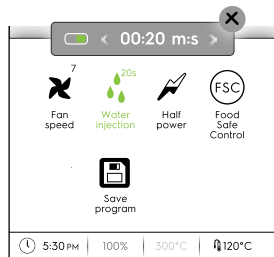 00:20 m:s
7
20s
FSC
Fan
speed
Water
injection
Half
power
Food
Safe
Control
Save
program
5:30 PM 100% 300°C 120°C